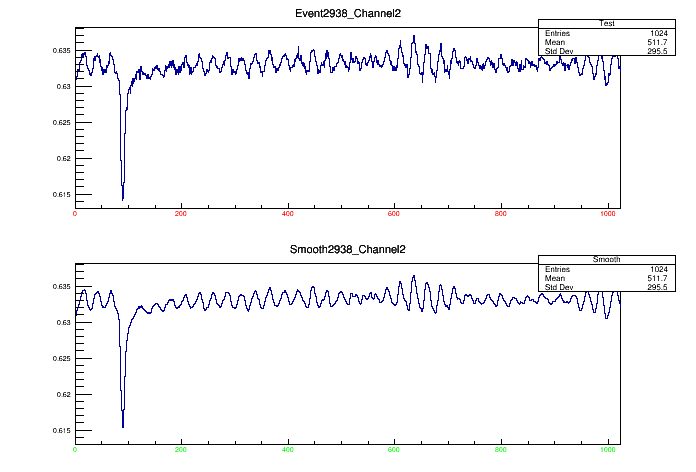 Event2938_Channel2
Test
Entries 1024
Mean 511.7
Std Dev 295.5
0.635
0.63
0.625
0.62
0.615
0 200 400 600 800 1000
Smooth2938_Channel2
Smooth
Entries 1024
Mean 511.7
Std Dev 295.5
0.635
0.63
0.625
0.62
0.615
0 200 400 600 800 1000